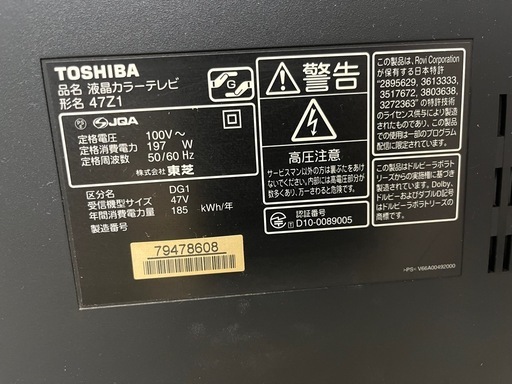 TOSHIBA
品名 液晶カラーテレビ
形名 47Z1
G
PS E JQA
定格電圧 100V～
定格消費電力 197 W
定格周波数 50/60 Hz
株式会社 東芝
区分名 DG1
受信機型サイズ 47V
年間消費電力量 185 kWh/年
製造番号
79478608
警告
高圧注意
サービスマン以外の方は裏ぶたをあけ
ないでください。内部には高電圧部分が
数多くあり、万一さわると危険です。
認証番号
D10-0089005
この製品は、Rovi Corporation
が保有する日本特許
"2895629, 3613333,
3517672, 3803638,
3272363" の特許技術
のライセンス供与により製造
されたものであり、この製品
の使用は一部のプログラム
配信に限定されています。
この製品はドルビーラボラトリ
リーズからの実施権に基づき
製造されています。Dolby、
ドルビーおよびダブルD記号は
ドルビーラボラトリーズの商標
です。
>PS< V66A00492000